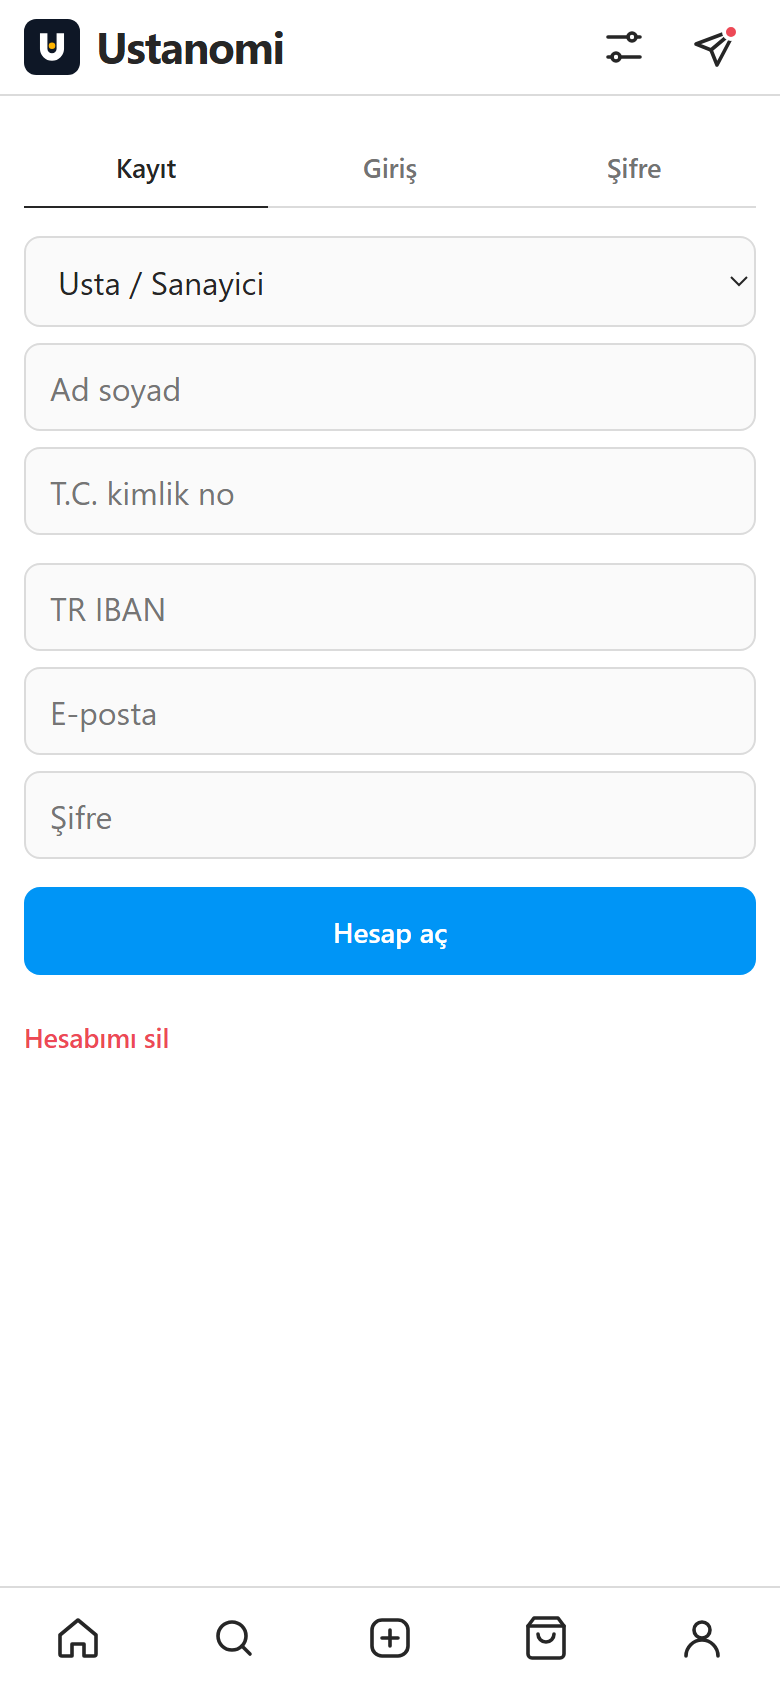 Ustanomi
Kayıt
Giriş
Şifre
Usta / Sanayici
Ad soyad
T.C. kimlik no
TR IBAN
E-posta
Şifre
Hesap aç
Hesabımı sil